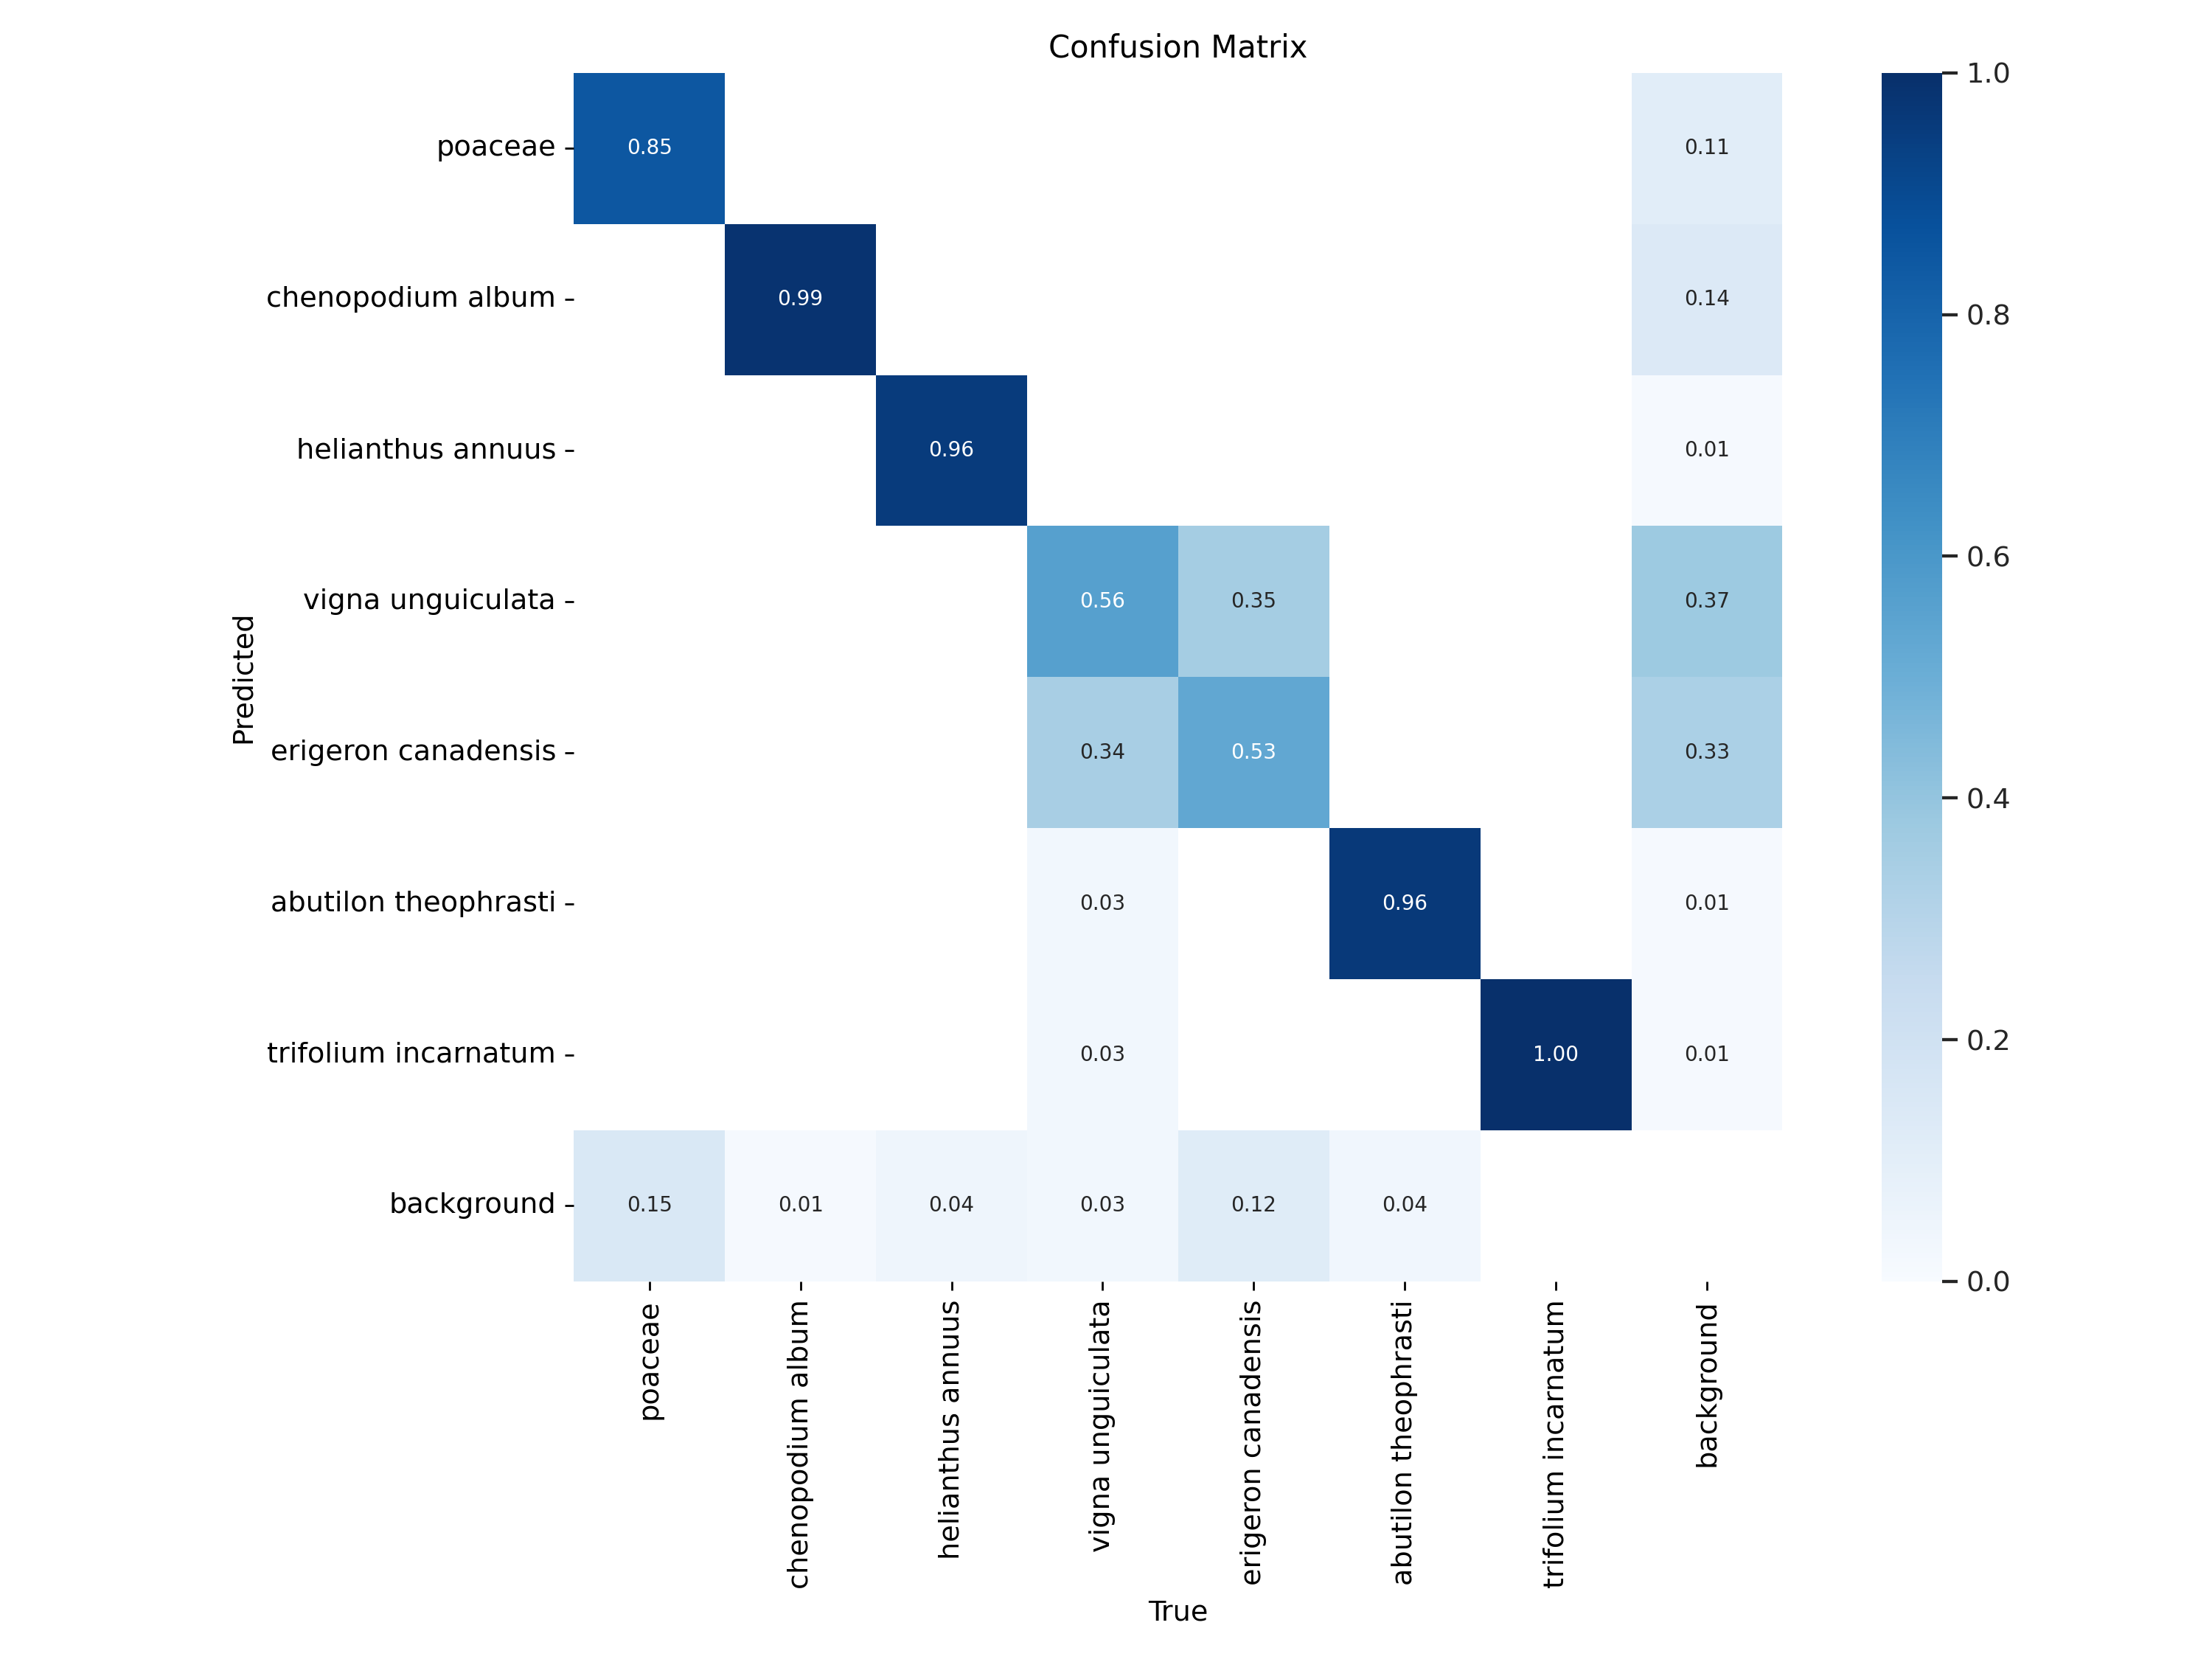 Confusion Matrix
poaceae 0.85 0.11
chenopodium album 0.99 0.14
helianthus annuus 0.96 0.01
vigna unguiculata 0.56 0.35 0.37
erigeron canadensis 0.34 0.53 0.33
abutilon theophrasti 0.03 0.96 0.01
trifolium incarnatum 0.03 1.00 0.01
background 0.15 0.01 0.04 0.03 0.12 0.04
Predicted
poaceae
chenopodium album
helianthus annuus
vigna unguiculata
erigeron canadensis
abutilon theophrasti
trifolium incarnatum
background
True
1.0
0.8
0.6
0.4
0.2
0.0